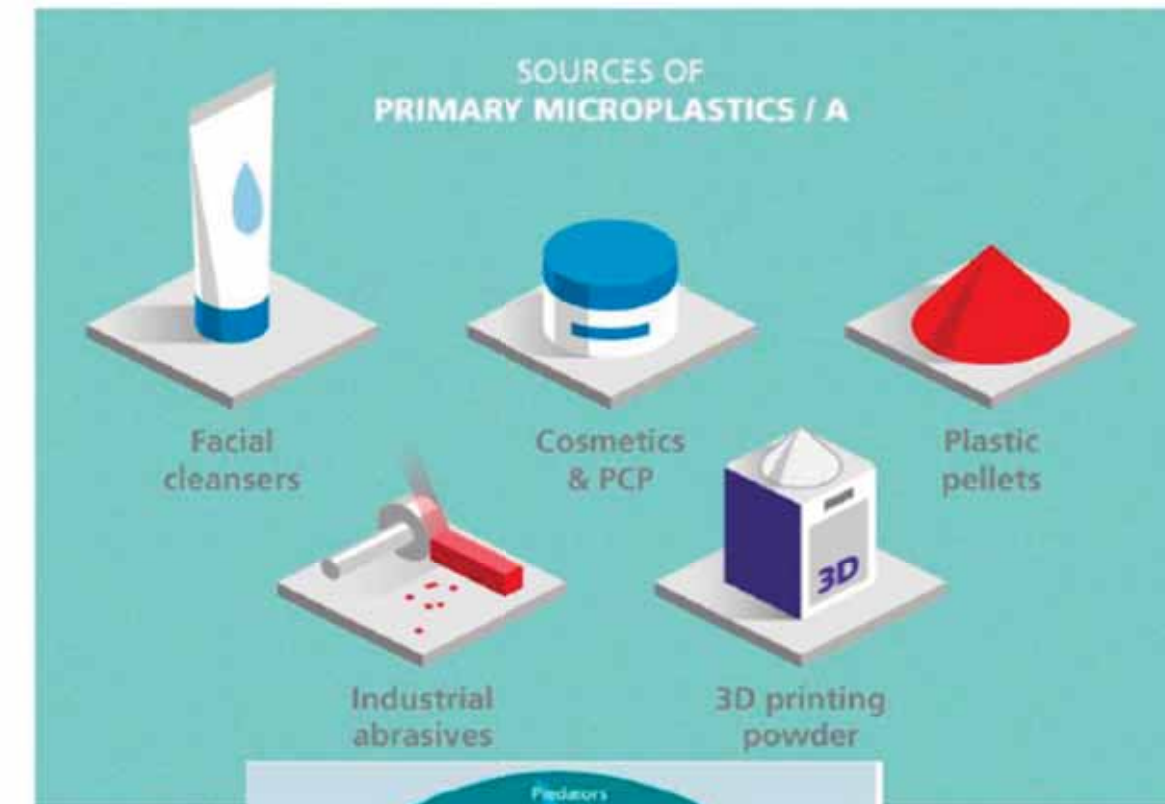 SOURCES OF
PRIMARY MICROPLASTICS / A
Facial
cleansers
Cosmetics
& PCP
Plastic
pellets
3D
Industrial
abrasives
3D printing
powder
Predators